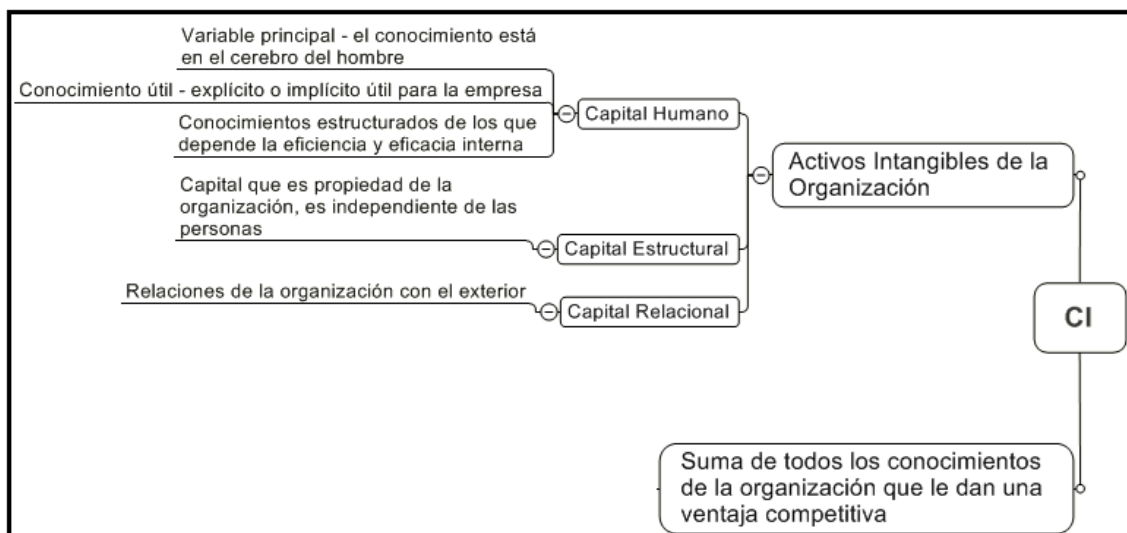 Variable principal - el conocimiento está
en el cerebro del hombre
Conocimiento útil - explícito o implícito útil para la empresa
Conocimientos estructurados de los que
depende la eficiencia y eficacia interna
Capital Humano
Capital que es propiedad de la
organización, es independiente de las
personas
Capital Estructural
Relaciones de la organización con el exterior
Capital Relacional
Activos Intangibles de la
Organización
CI
Suma de todos los conocimientos
de la organización que le dan una
ventaja competitiva